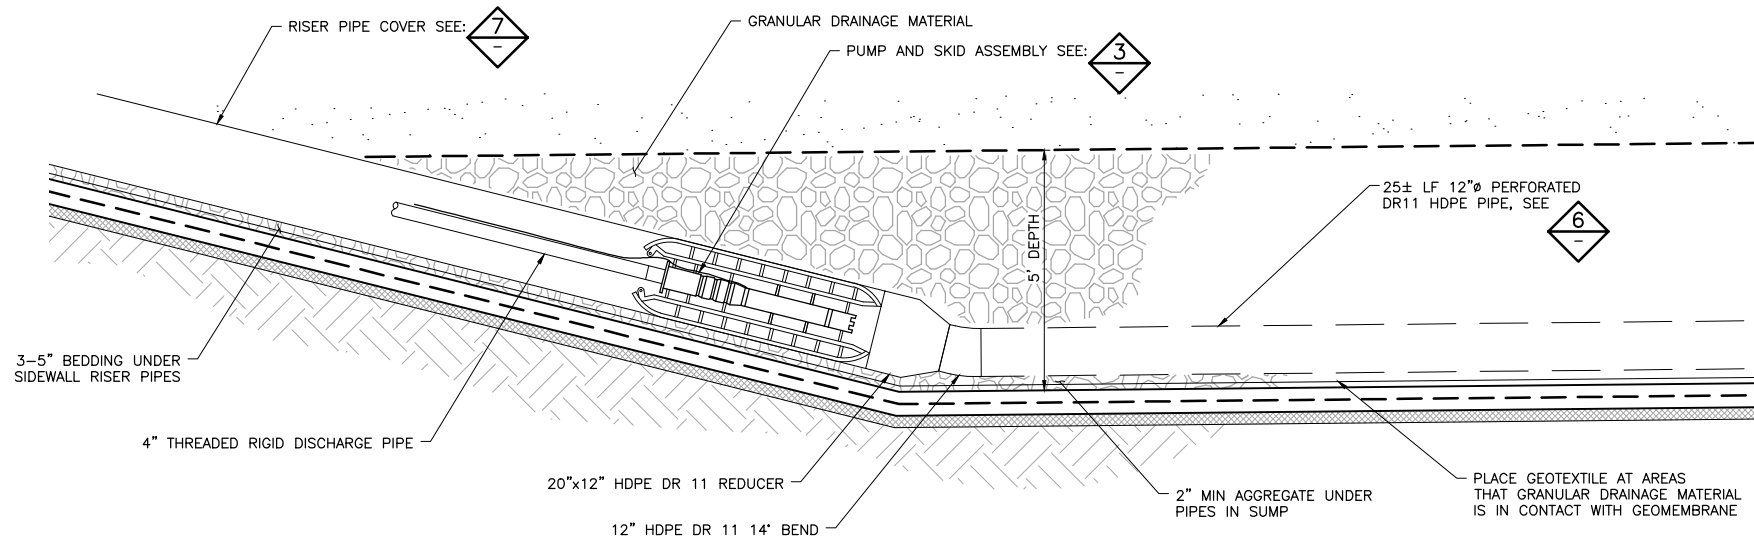 RISER PIPE COVER SEE:
7
–
GRANULAR DRAINAGE MATERIAL
PUMP AND SKID ASSEMBLY SEE:
3
–
25± LF 12"ø PERFORATED
DR11 HDPE PIPE, SEE
6
–
5' DEPTH
3–5" BEDDING UNDER
SIDEWALL RISER PIPES
4" THREADED RIGID DISCHARGE PIPE
20"x12" HDPE DR 11 REDUCER
12" HDPE DR 11 14° BEND
2" MIN AGGREGATE UNDER
PIPES IN SUMP
PLACE GEOTEXTILE AT AREAS
THAT GRANULAR DRAINAGE MATERIAL
IS IN CONTACT WITH GEOMEMBRANE